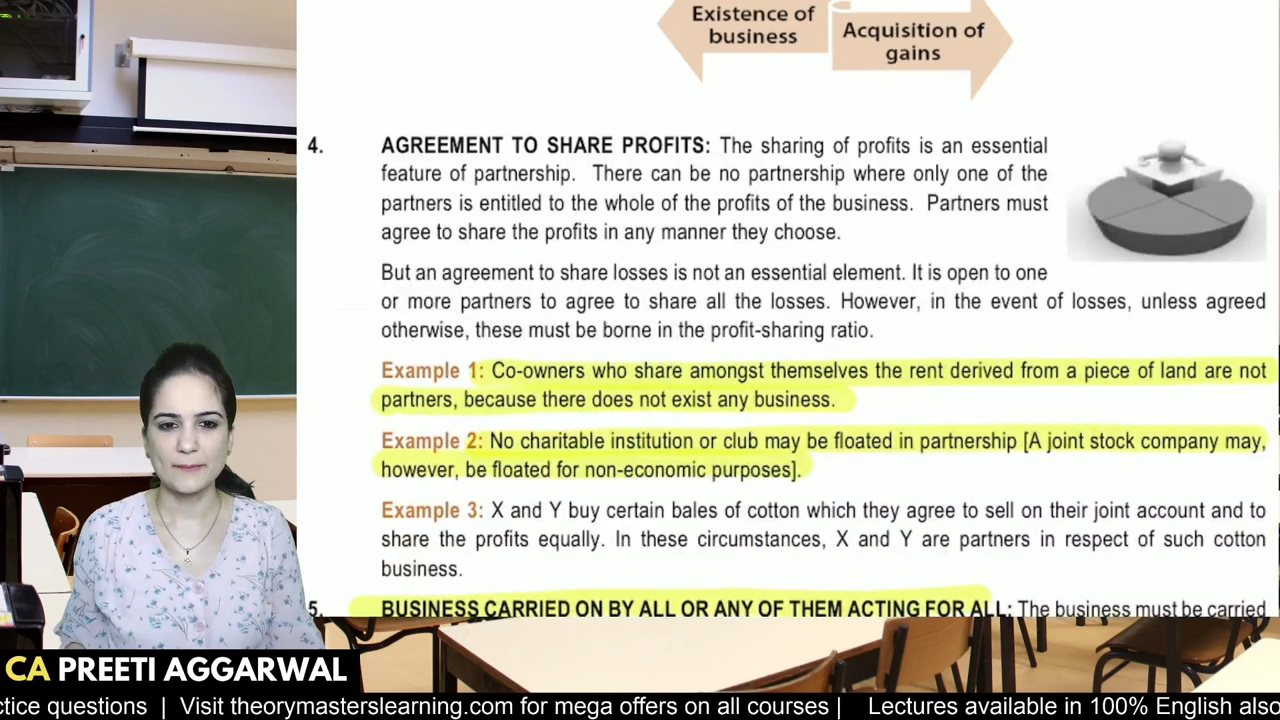 Existence of
business
Acquisition of
gains
4. AGREEMENT TO SHARE PROFITS: The sharing of profits is an essential
feature of partnership. There can be no partnership where only one of the
partners is entitled to the whole of the profits of the business. Partners must
agree to share the profits in any manner they choose.
But an agreement to share losses is not an essential element. It is open to one
or more partners to agree to share all the losses. However, in the event of losses, unless agreed
otherwise, these must be borne in the profit-sharing ratio.
Example 1: Co-owners who share amongst themselves the rent derived from a piece of land are not
partners, because there does not exist any business.
Example 2: No charitable institution or club may be floated in partnership [A joint stock company may,
however, be floated for non-economic purposes].
Example 3: X and Y buy certain bales of cotton which they agree to sell on their joint account and to
share the profits equally. In these circumstances, X and Y are partners in respect of such cotton
business.
5. BUSINESS CARRIED ON BY ALL OR ANY OF THEM ACTING FOR ALL: The business must be carried
CA PREETI AGGARWAL
ctice questions | Visit theorymasterslearning.com for mega offers on all courses | Lectures available in 100% English also